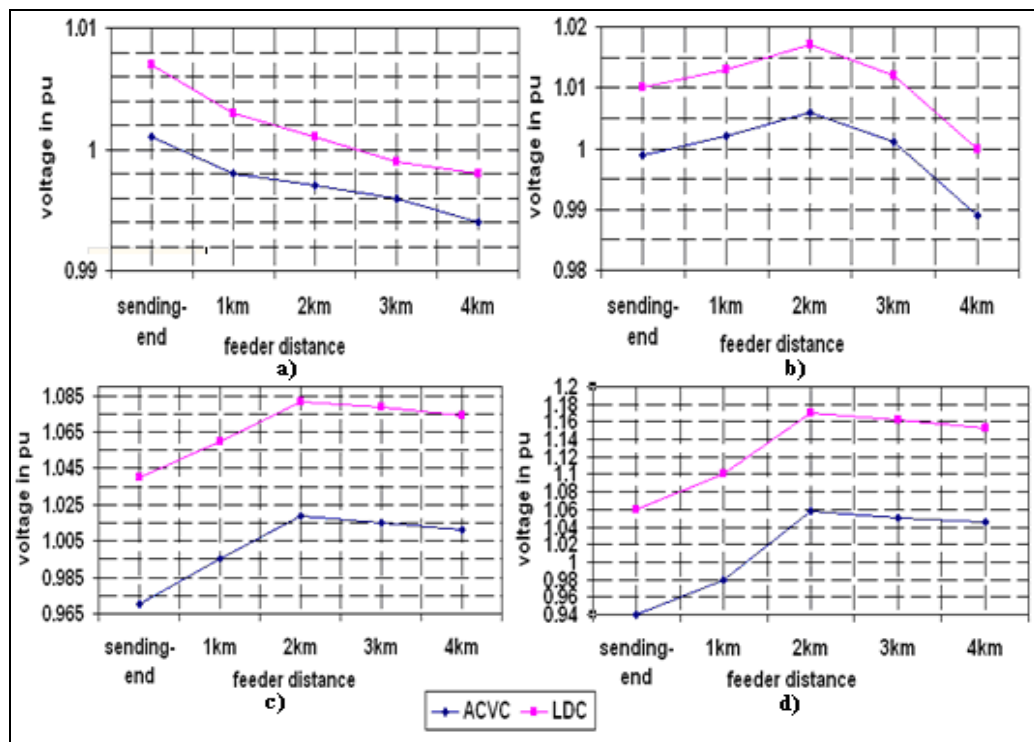 1.01
1
0.99
voltage in pu
sending-end
1km
2km
3km
4km
feeder distance
a)
1.02
1.01
1
0.99
0.98
voltage in pu
sending-end
1km
2km
3km
4km
feeder distance
b)
1.085
1.065
1.045
1.025
1.005
0.985
0.965
voltage in pu
sending-end
1km
2km
3km
4km
feeder distance
c)
1.2
1.18
1.16
1.14
1.12
1.1
1.08
1.06
1.04
1.02
1
0.98
0.96
0.94
voltage in pu
sending-end
1km
2km
3km
4km
feeder distance
d)
ACVC
LDC